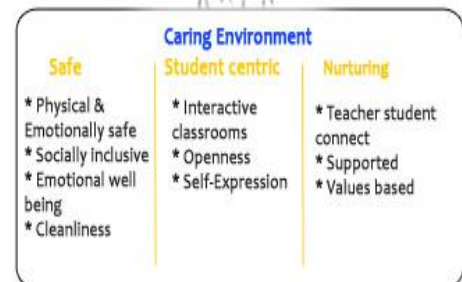 Caring Environment
Safe
* Physical &
Emotionally safe
* Socially inclusive
* Emotional well
being
* Cleanliness
Student centric
* Interactive
classrooms
* Openness
* Self-Expression
Nurturing
* Teacher student
connect
* Supported
* Values based